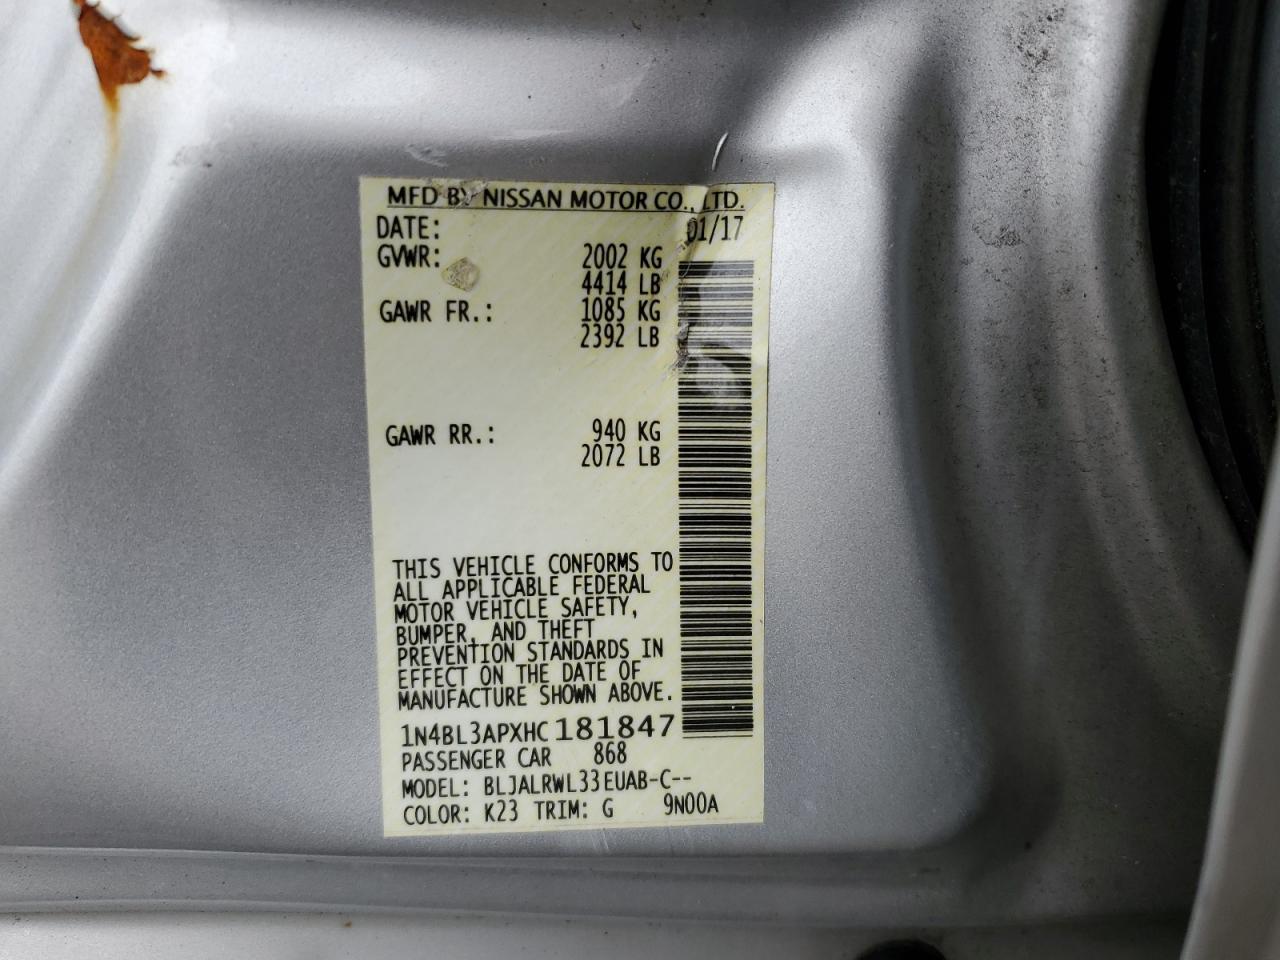 MFD BY NISSAN MOTOR CO., LTD.
DATE: 01/17
GVWR: 2002 KG
4414 LB
GAWR FR.: 1085 KG
2392 LB
GAWR RR.: 940 KG
2072 LB
THIS VEHICLE CONFORMS TO
ALL APPLICABLE FEDERAL
MOTOR VEHICLE SAFETY,
BUMPER, AND THEFT
PREVENTION STANDARDS IN
EFFECT ON THE DATE OF
MANUFACTURE SHOWN ABOVE.
1N4BL3APXHC181847
PASSENGER CAR 868
MODEL: BLJALRWL33EUAB-C--
COLOR: K23 TRIM: G 9N00A